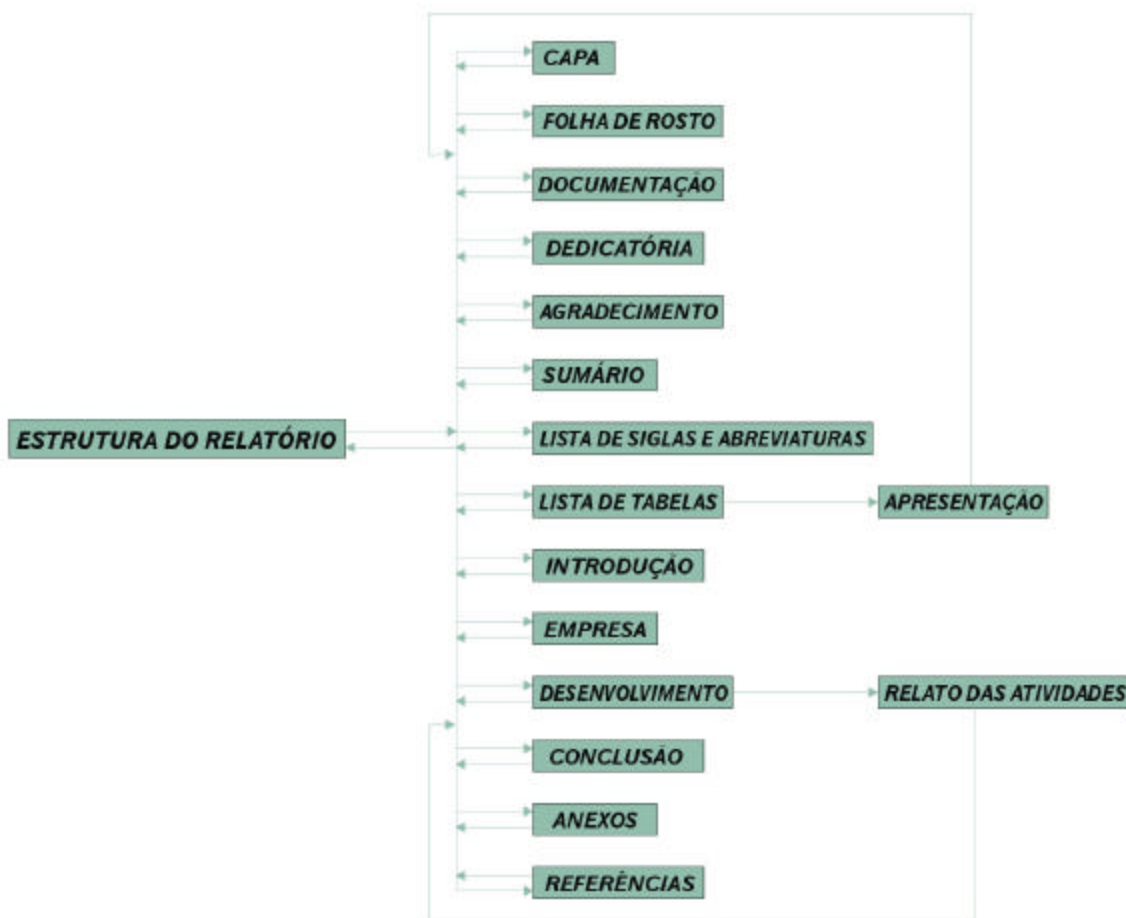 CAPA
FOLHA DE ROSTO
DOCUMENTAÇÃO
DEDICATÓRIA
AGRADECIMENTO
SUMÁRIO
ESTRUTURA DO RELATÓRIO
LISTA DE SIGLAS E ABREVIATURAS
LISTA DE TABELAS
APRESENTAÇÃO
INTRODUÇÃO
EMPRESA
DESENVOLVIMENTO
RELATO DAS ATIVIDADES
CONCLUSÃO
ANEXOS
REFERÊNCIAS